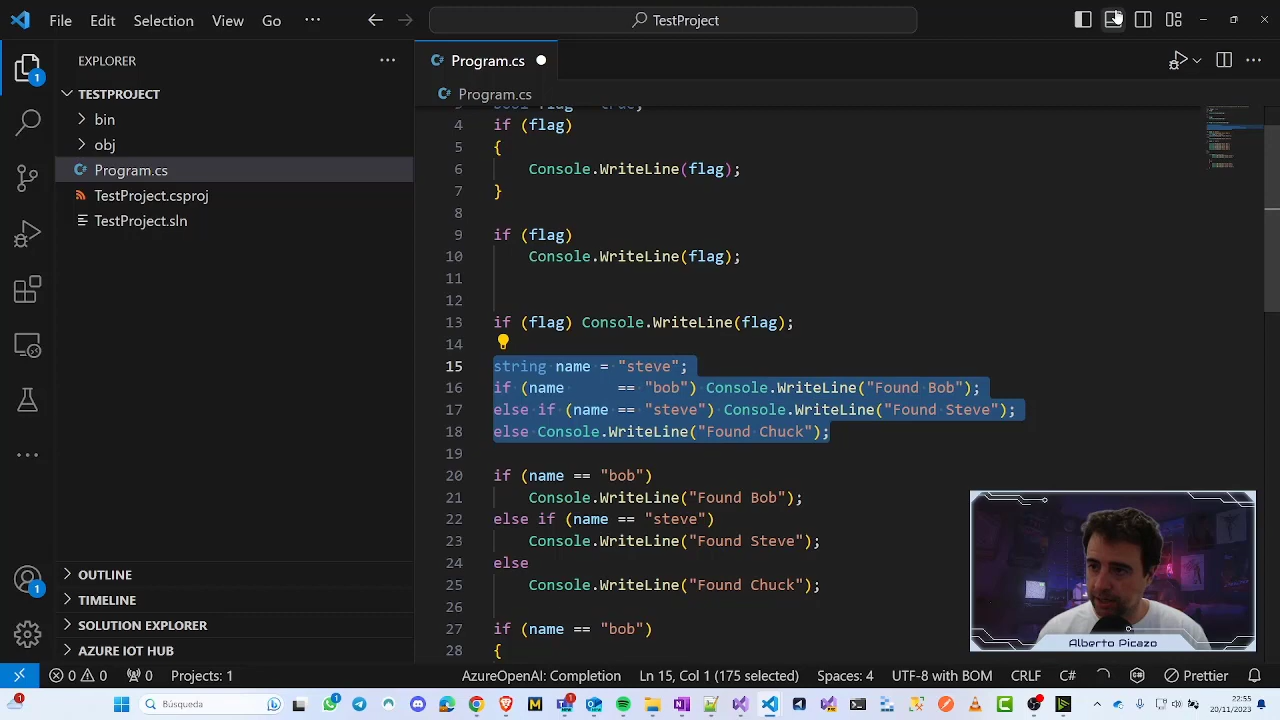 File Edit Selection View Go ··· TestProject
EXPLORER ···
TESTPROJECT
bin
obj
Program.cs
TestProject.csproj
TestProject.sln
OUTLINE
TIMELINE
SOLUTION EXPLORER
AZURE IOT HUB
1
1
Program.cs
Program.cs
4 if (flag)
5 {
6 Console.WriteLine(flag);
7 }
8
9 if (flag)
10 Console.WriteLine(flag);
11
12
13 if (flag) Console.WriteLine(flag);
14
15 string name = "steve";
16 if (name == "bob") Console.WriteLine("Found Bob");
17 else if (name == "steve") Console.WriteLine("Found Steve");
18 else Console.WriteLine("Found Chuck");
19
20 if (name == "bob")
21 Console.WriteLine("Found Bob");
22 else if (name == "steve")
23 Console.WriteLine("Found Steve");
24 else
25 Console.WriteLine("Found Chuck");
26
27 if (name == "bob")
28 {
Alberto Picazo
0 0 0 Projects: 1 AzureOpenAI: Completion Ln 15, Col 1 (175 selected) Spaces: 4 UTF-8 with BOM CRLF C# Prettier
Búsqueda 22:55
20/12/2023